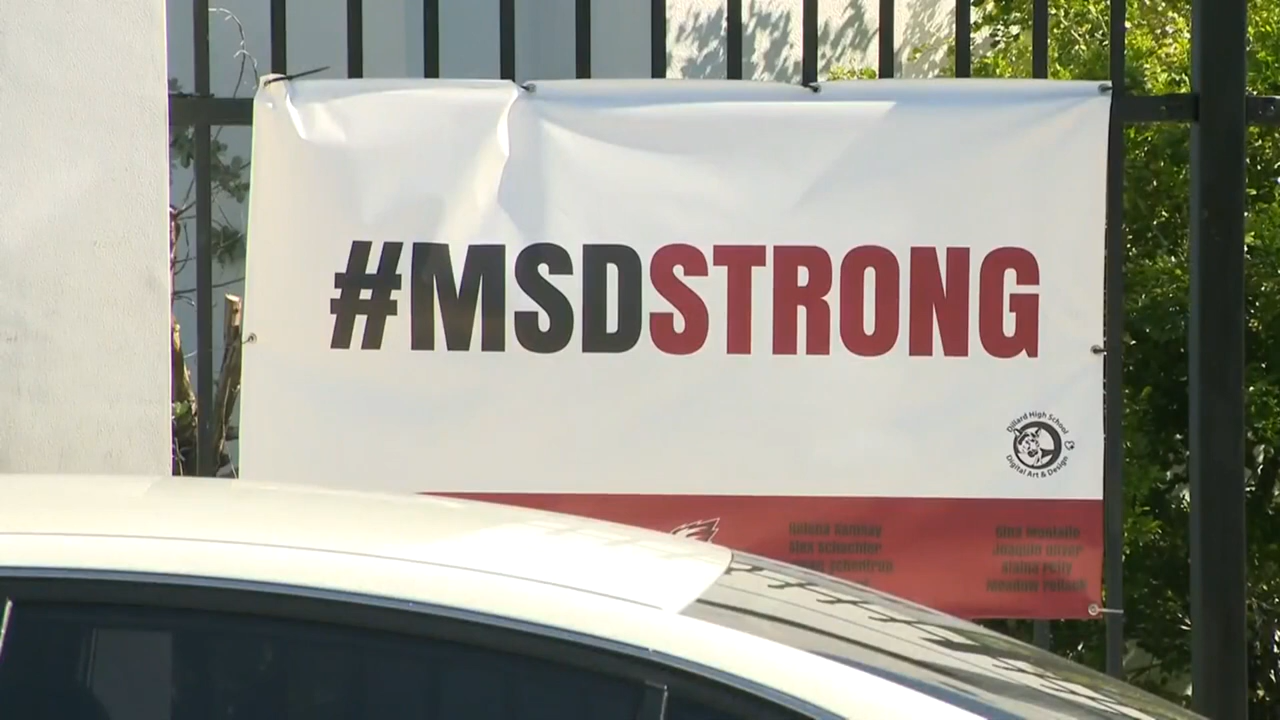 #MSDSTRONG
Dillard High School
Digital Art & Design
Helena Ramsay
Alex Schachter
Schentrup
Gina Montalto
Joaquin Oliver
Alaina Petty
Meadow Pollack